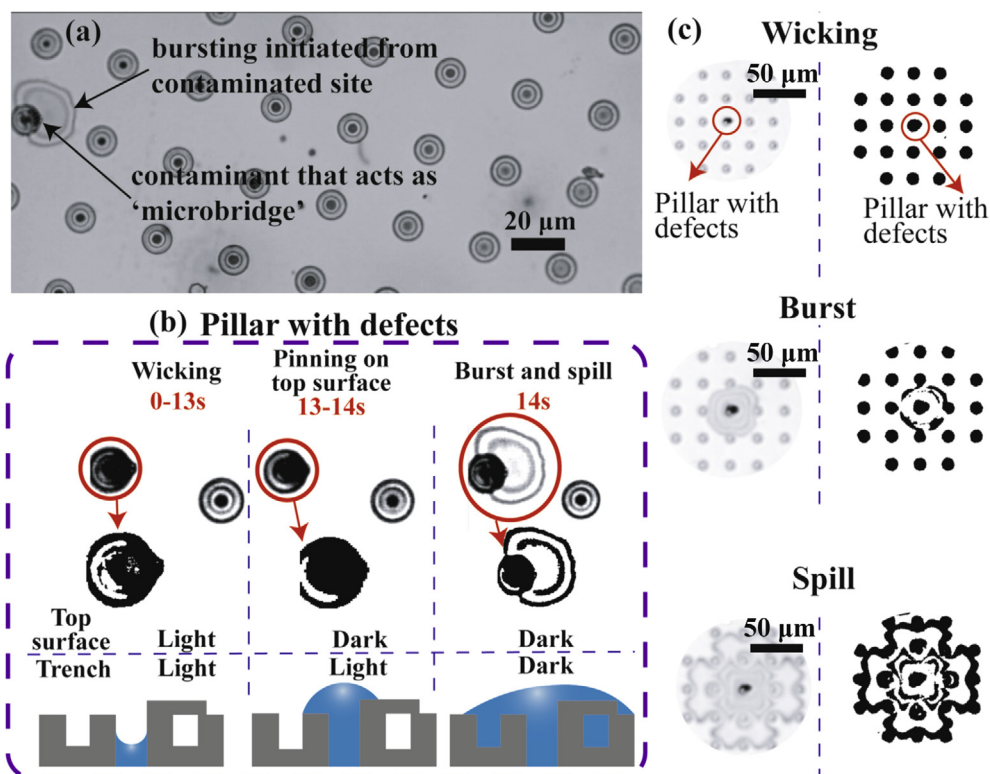 (a)
bursting initiated from
contaminated site
contaminant that acts as
‘microbridge’
20 μm
(b) Pillar with defects
Wicking
0-13s
Pinning on
top surface
13-14s
Burst and spill
14s
Top
surface
Light
Dark
Dark
Trench
Light
Light
Dark
(c)
Wicking
50 μm
Pillar with
defects
Pillar with
defects
Burst
50 μm
Spill
50 μm